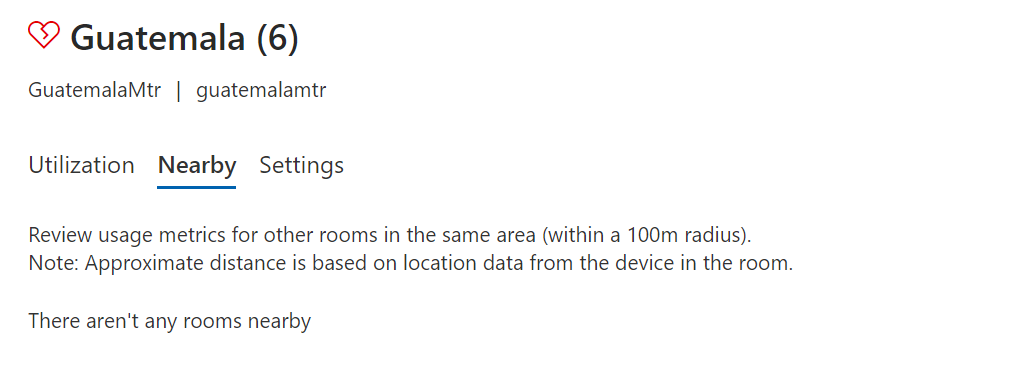 Guatemala (6)
GuatemalaMtr | guatemalamtr
Utilization Nearby Settings
Review usage metrics for other rooms in the same area (within a 100m radius).
Note: Approximate distance is based on location data from the device in the room.
There aren't any rooms nearby